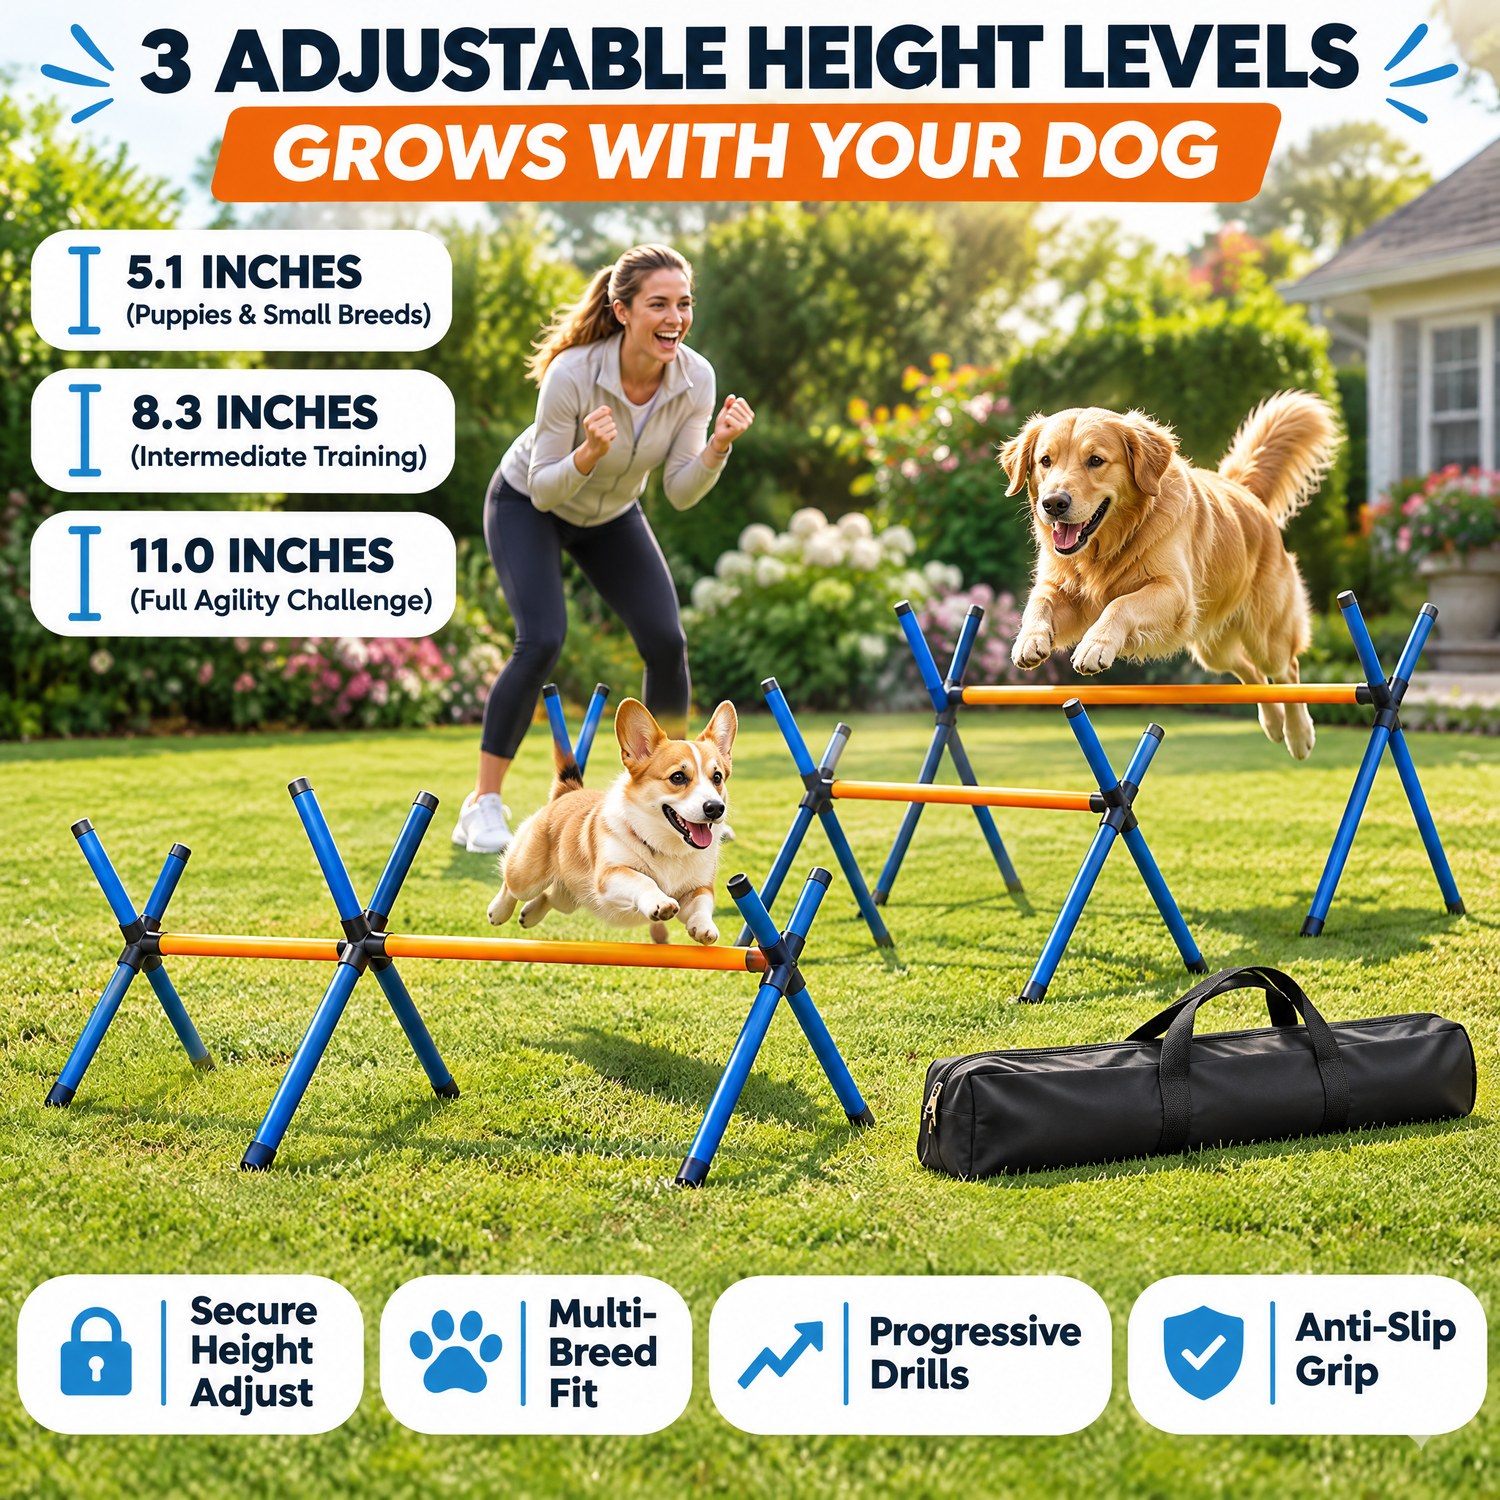 3 ADJUSTABLE HEIGHT LEVELS
GROWS WITH YOUR DOG
5.1 INCHES
(Puppies & Small Breeds)
8.3 INCHES
(Intermediate Training)
11.0 INCHES
(Full Agility Challenge)
Secure
Height
Adjust
Multi-
Breed
Fit
Progressive
Drills
Anti-Slip
Grip